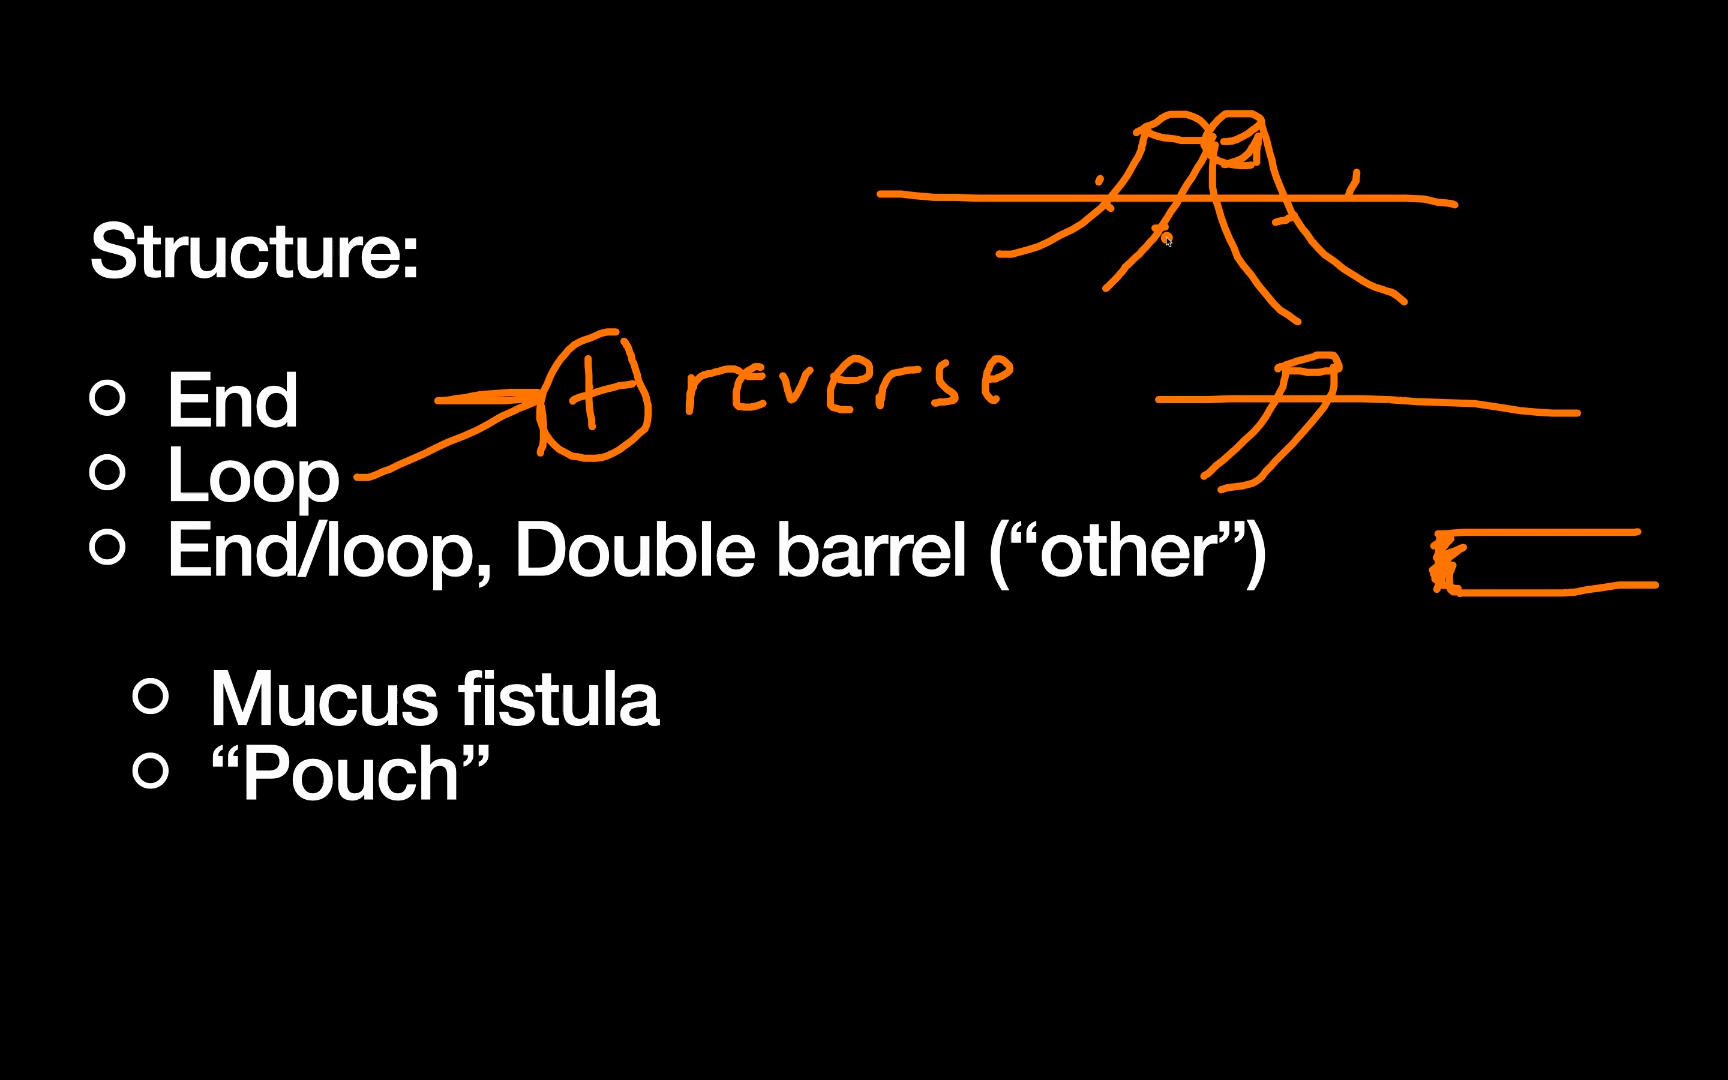 Structure:
End
+ reverse
Loop
End/loop, Double barrel (“other”)
Mucus fistula
“Pouch”